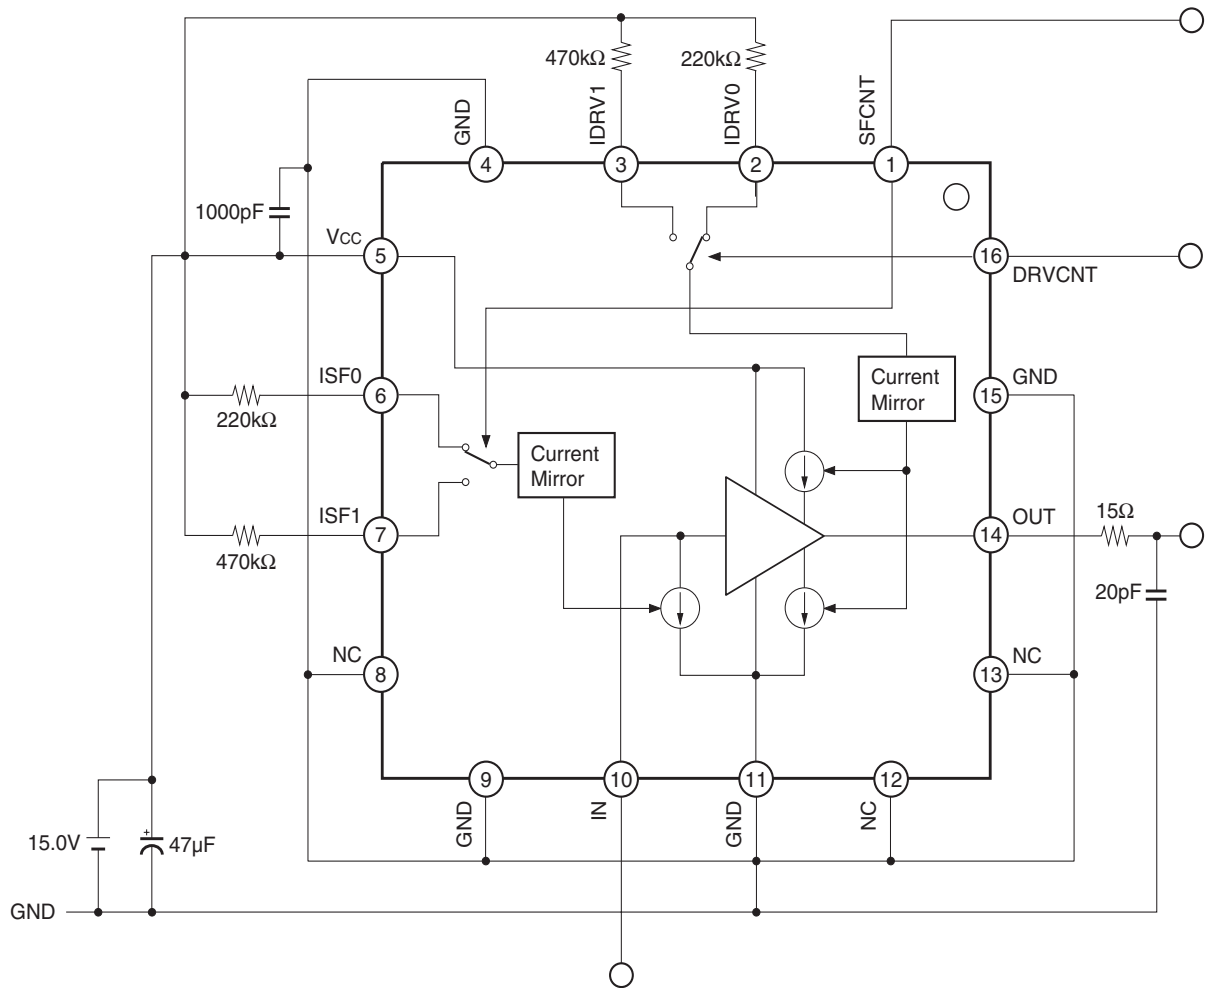 470kΩ
220kΩ
GND
IDRV1
IDRV0
SFCNT
4
3
2
1
1000pF
VCC
5
16
DRVCNT
ISF0
6
220kΩ
Current
Mirror
GND
15
Current
Mirror
ISF1
7
470kΩ
OUT
14
15Ω
20pF
NC
8
NC
13
9
10
11
12
GND
IN
GND
NC
15.0V
+
47µF
GND